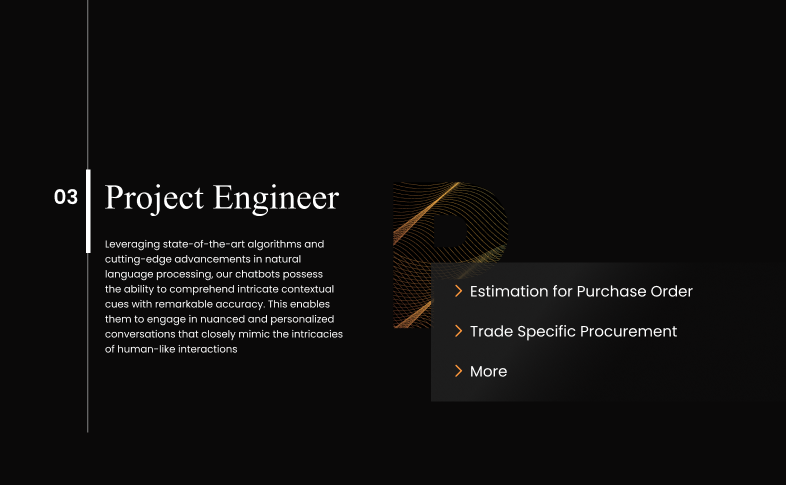 03
Project Engineer
Leveraging state-of-the-art algorithms and
cutting-edge advancements in natural
language processing, our chatbots possess
the ability to comprehend intricate contextual
cues with remarkable accuracy. This enables
them to engage in nuanced and personalized
conversations that closely mimic the intricacies
of human-like interactions
Estimation for Purchase Order
Trade Specific Procurement
More